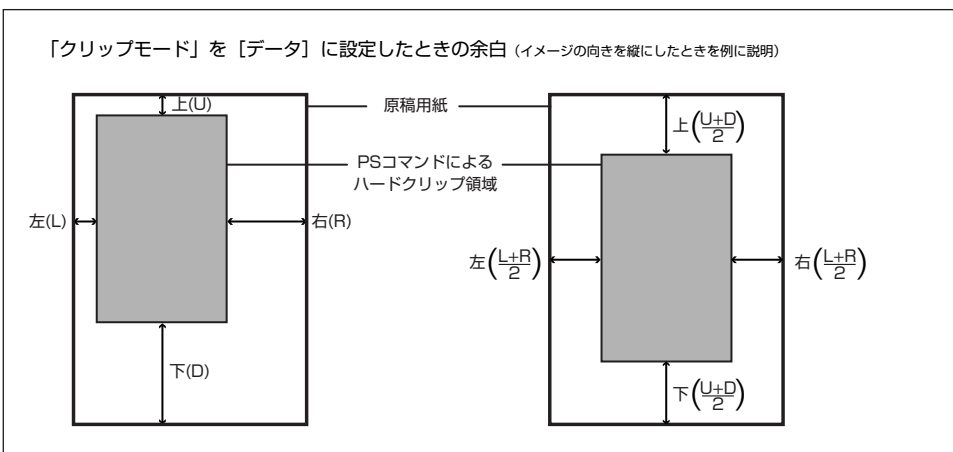 「クリップモード」を［データ］に設定したときの余白（イメージの向きを縦にしたときを例に説明）
上(U)
原稿用紙
上(U+D/2)
PSコマンドによる
ハードクリップ領域
左(L)
右(R)
左(L+R/2)
右(L+R/2)
下(D)
下(U+D/2)